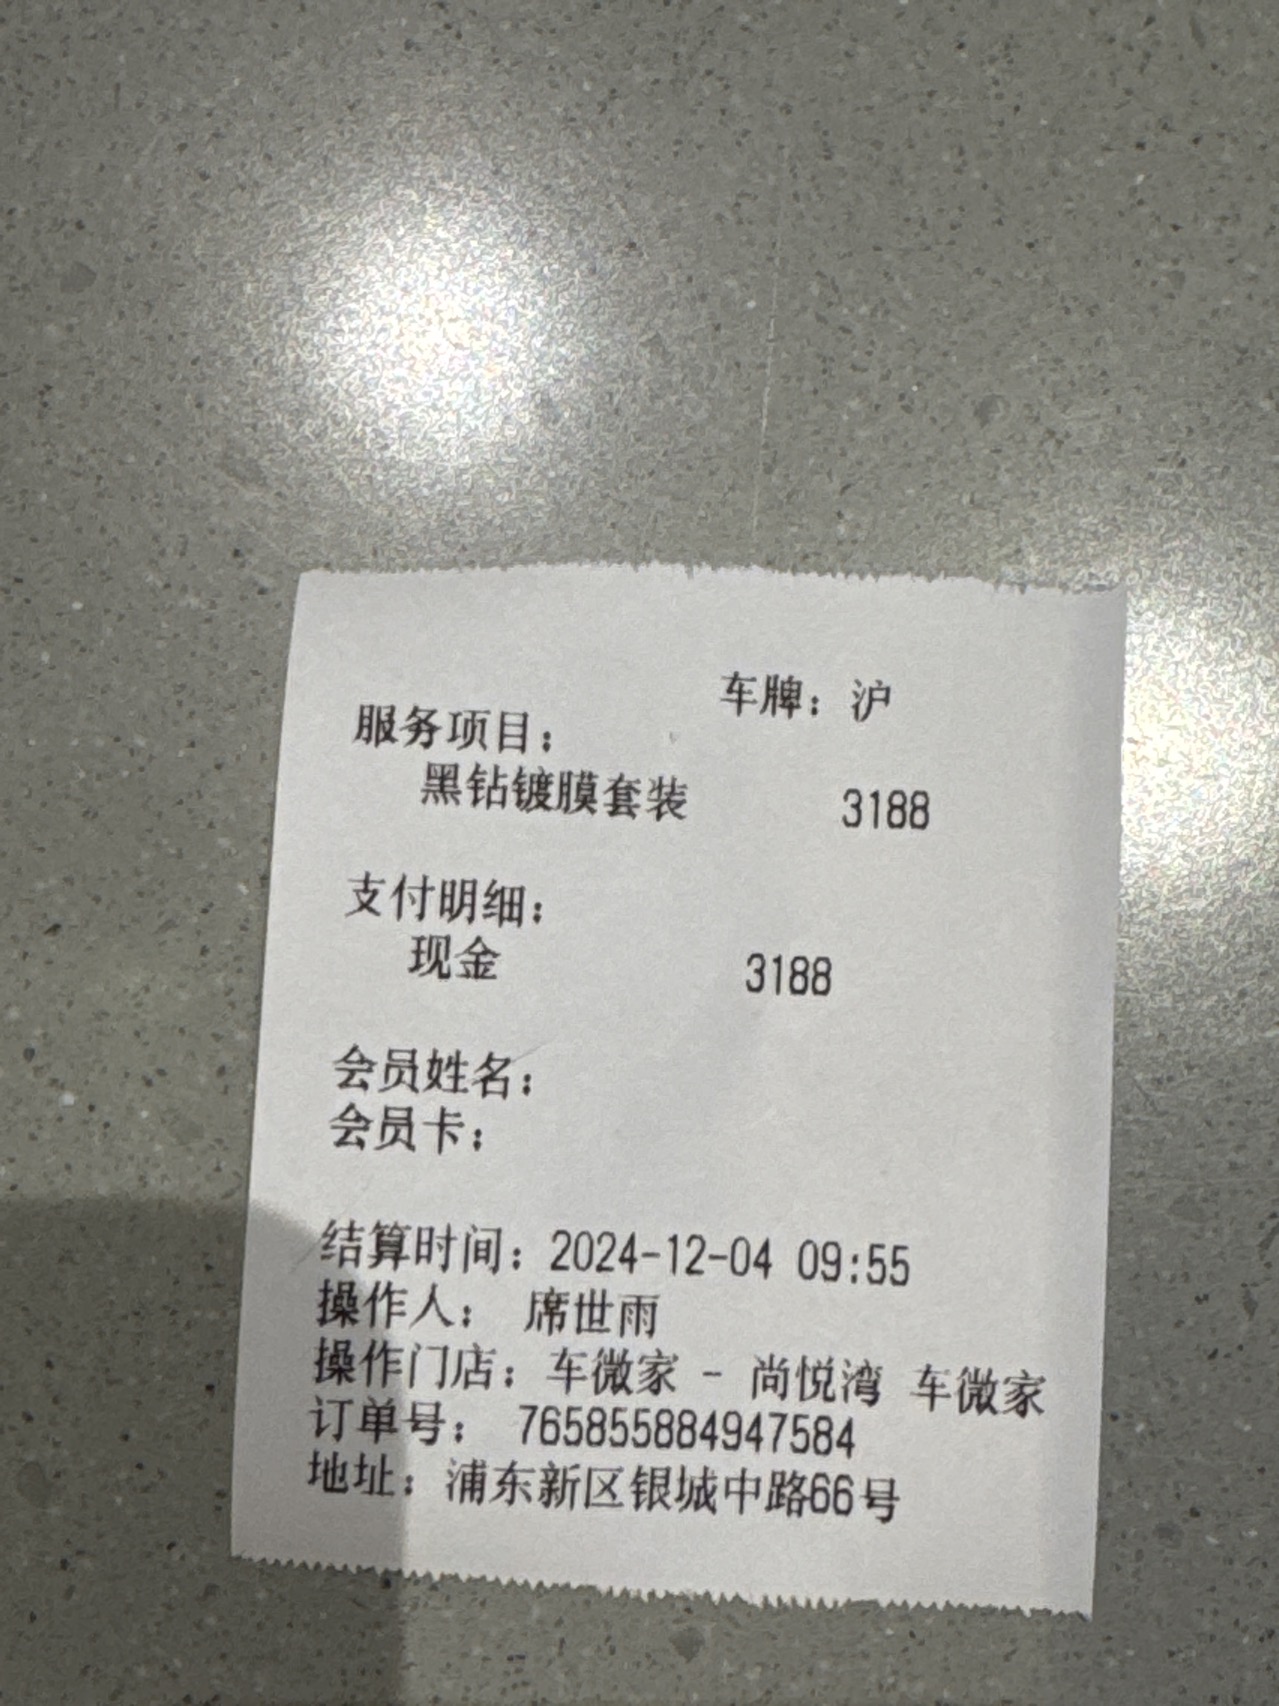 车牌：沪
服务项目：
黑钻镀膜套装 3188
支付明细：
现金 3188
会员姓名：
会员卡：
结算时间：2024-12-04 09:55
操作人： 席世雨
操作门店：车微家 - 尚悦湾 车微家
订单号： 765855884947584
地址：浦东新区银城中路66号